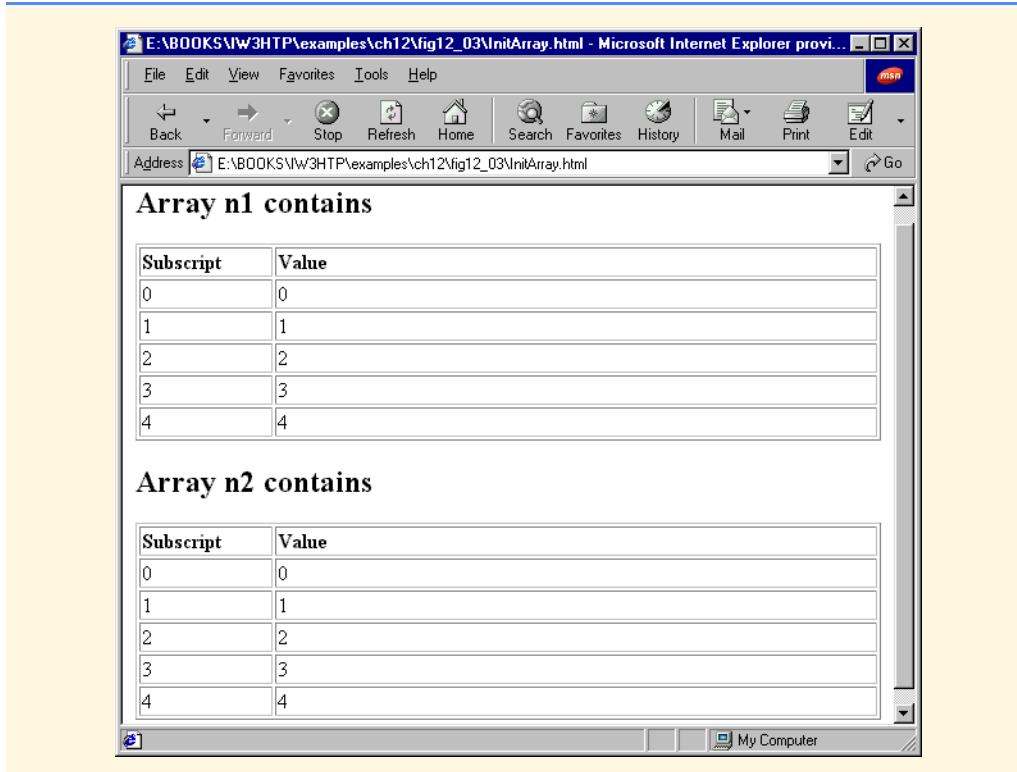 E:\BOOKS\IW3HTP\examples\ch12\fig12_03\InitArray.html - Microsoft Internet Explorer provi...
File Edit View Favorites Tools Help
msn
Back Forward Stop Refresh Home Search Favorites History Mail Print Edit
Address E:\BOOKS\IW3HTP\examples\ch12\fig12_03\InitArray.html Go
Array n1 contains
Subscript Value
0 0
1 1
2 2
3 3
4 4
Array n2 contains
Subscript Value
0 0
1 1
2 2
3 3
4 4
My Computer